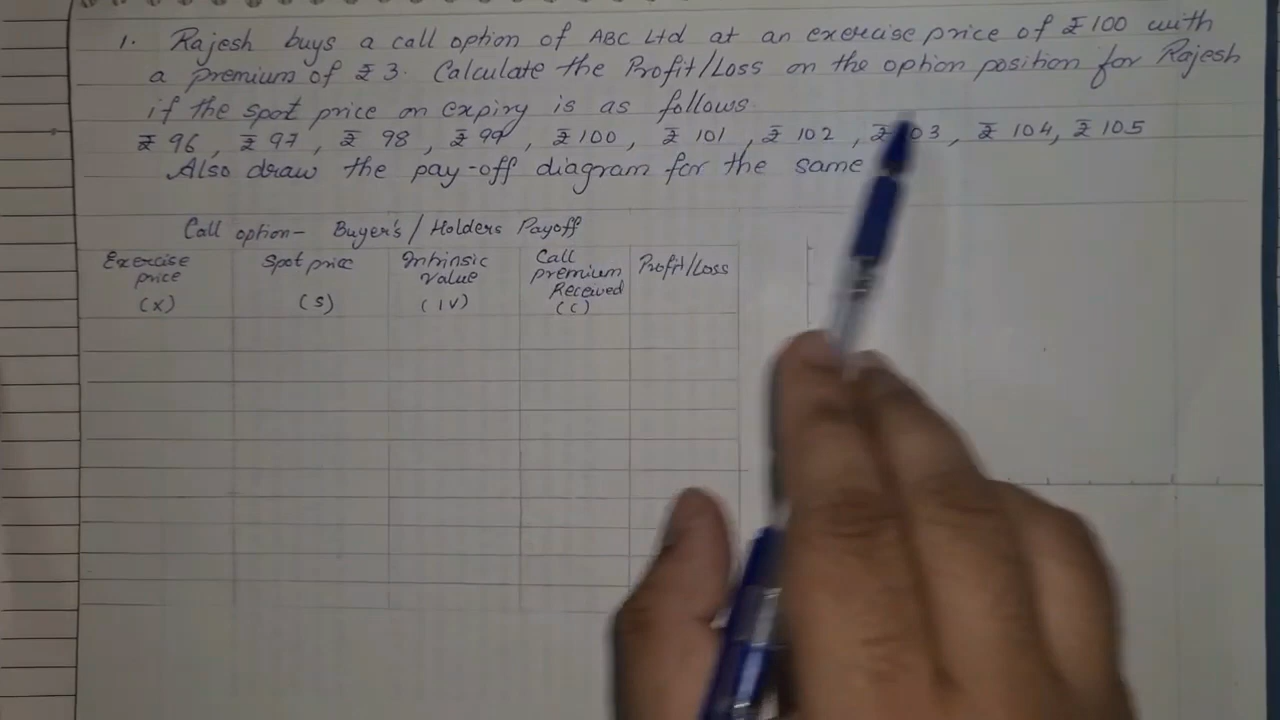 1. Rajesh buys a call option of ABC Ltd at an exercise price of ₹100 with
a premium of ₹3. Calculate the Profit/Loss on the option position for Rajesh
if the spot price on expiry is as follows.
₹ 96, ₹ 97, ₹ 98, ₹ 99, ₹ 100, ₹ 101, ₹ 102, ₹ 103, ₹ 104, ₹ 105
Also draw the pay-off diagram for the same
Call option- Buyer's / Holders Payoff
Exercise price (X)
Spot price (S)
Intrinsic Value (IV)
Call premium Received (C)
Profit/Loss